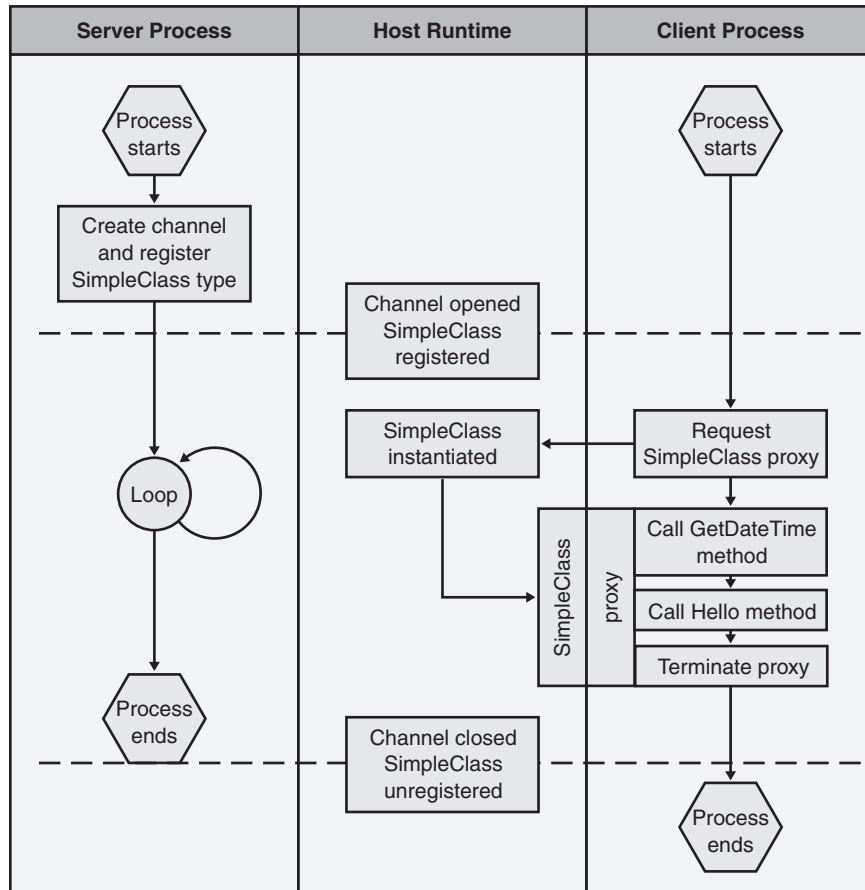 Server Process
Host Runtime
Client Process
Process
starts
Process
starts
Create channel
and register
SimpleClass type
Channel opened
SimpleClass
registered
SimpleClass
instantiated
Request
SimpleClass proxy
Loop
SimpleClass
proxy
Call GetDateTime
method
Call Hello method
Terminate proxy
Process
ends
Channel closed
SimpleClass
unregistered
Process
ends